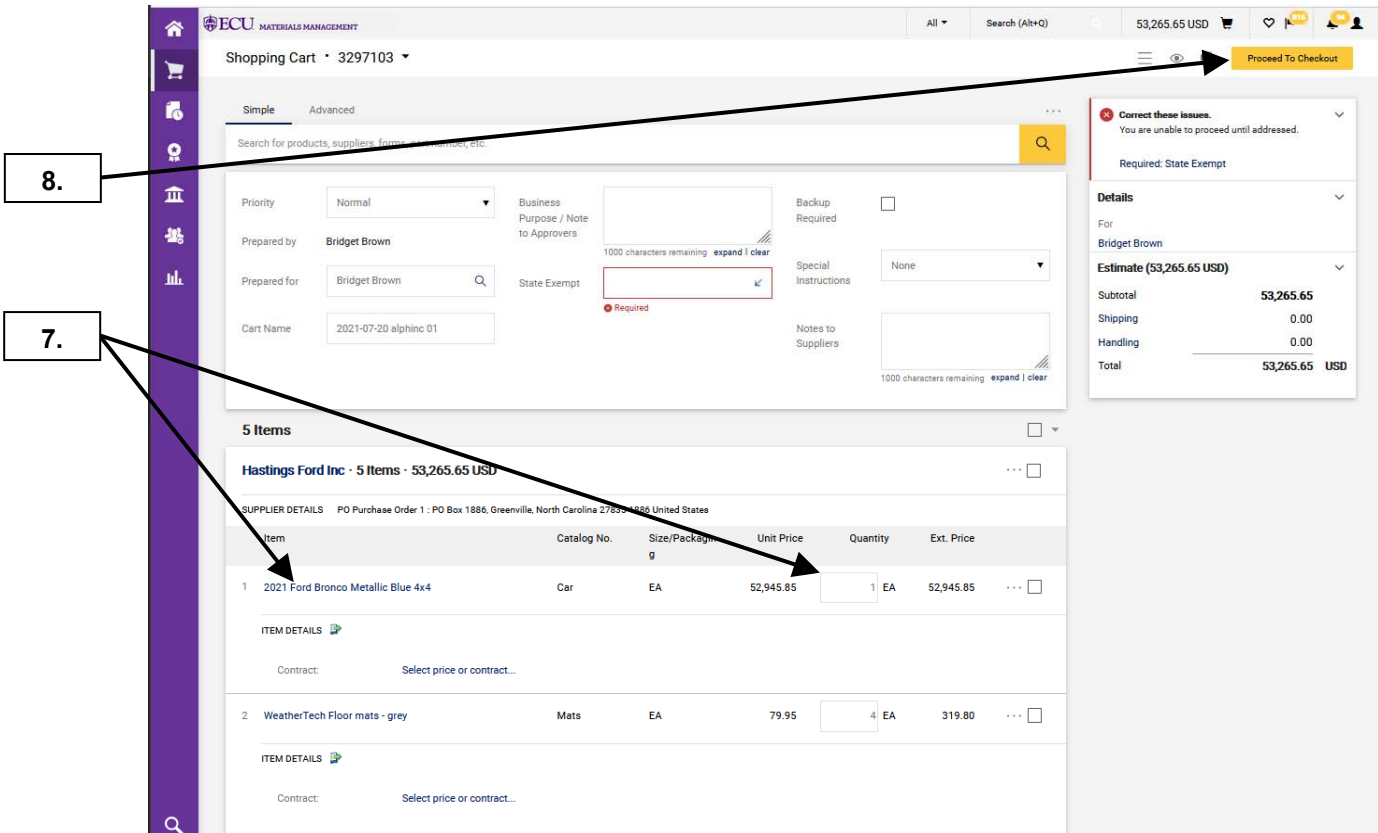 ECU MATERIALS MANAGEMENT
All
Search (Alt+Q)
53,265.65 USD
816
94
Shopping Cart · 3297103
Proceed To Checkout
Simple
Advanced
...
Search for products, suppliers, forms, part number, etc.
8.
Priority
Normal
Prepared by
Bridget Brown
Prepared for
Bridget Brown
Cart Name
2021-07-20 alphinc 01
Business
Purpose / Note
to Approvers
1000 characters remaining expand | clear
State Exempt
Required
Backup
Required
Special
Instructions
None
Notes to
Suppliers
1000 characters remaining expand | clear
Correct these issues.
You are unable to proceed until addressed.
Required: State Exempt
Details
For
Bridget Brown
Estimate (53,265.65 USD)
Subtotal 53,265.65
Shipping 0.00
Handling 0.00
Total 53,265.65 USD
7.
5 Items
Hastings Ford Inc · 5 Items · 53,265.65 USD
...
SUPPLIER DETAILS PO Purchase Order 1 : PO Box 1886, Greenville, North Carolina 27835-1886 United States
Item Catalog No. Size/Packagin Unit Price Quantity Ext. Price
g
1 2021 Ford Bronco Metallic Blue 4x4 Car EA 52,945.85 1 EA 52,945.85 ...
ITEM DETAILS
Contract: Select price or contract...
2 WeatherTech Floor mats - grey Mats EA 79.95 4 EA 319.80 ...
ITEM DETAILS
Contract: Select price or contract...